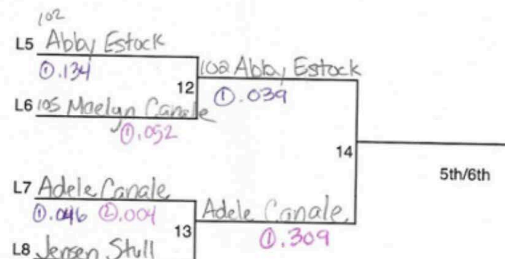 102
L5 Abby Estock
①.134
12
102 Abby Estock
①.039
L6 105 Maelyn Canale
①.052
14
5th/6th
L7 Adele Canale
①.046 ②.004
13
Adele Canale
①.309
L8 Jensen Stull